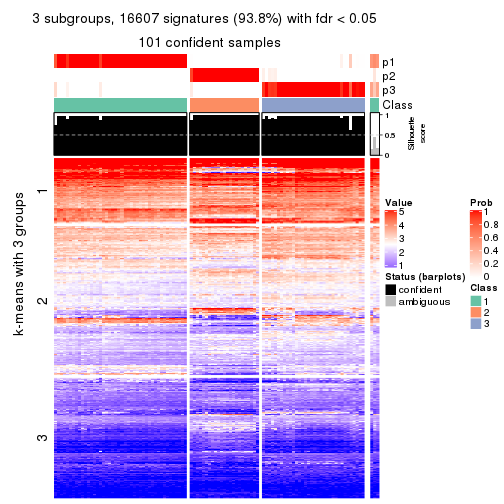 3 subgroups, 16607 signatures (93.8%) with fdr < 0.05
101 confident samples
p1
p2
p3
Class
1
0.5
0
Silhouette
score
k-means with 3 groups
1
2
3
Value
5
4
3
2
1
Status (barplots)
confident
ambiguous
Prob
1
0.8
0.6
0.4
0.2
0
Class
1
2
3